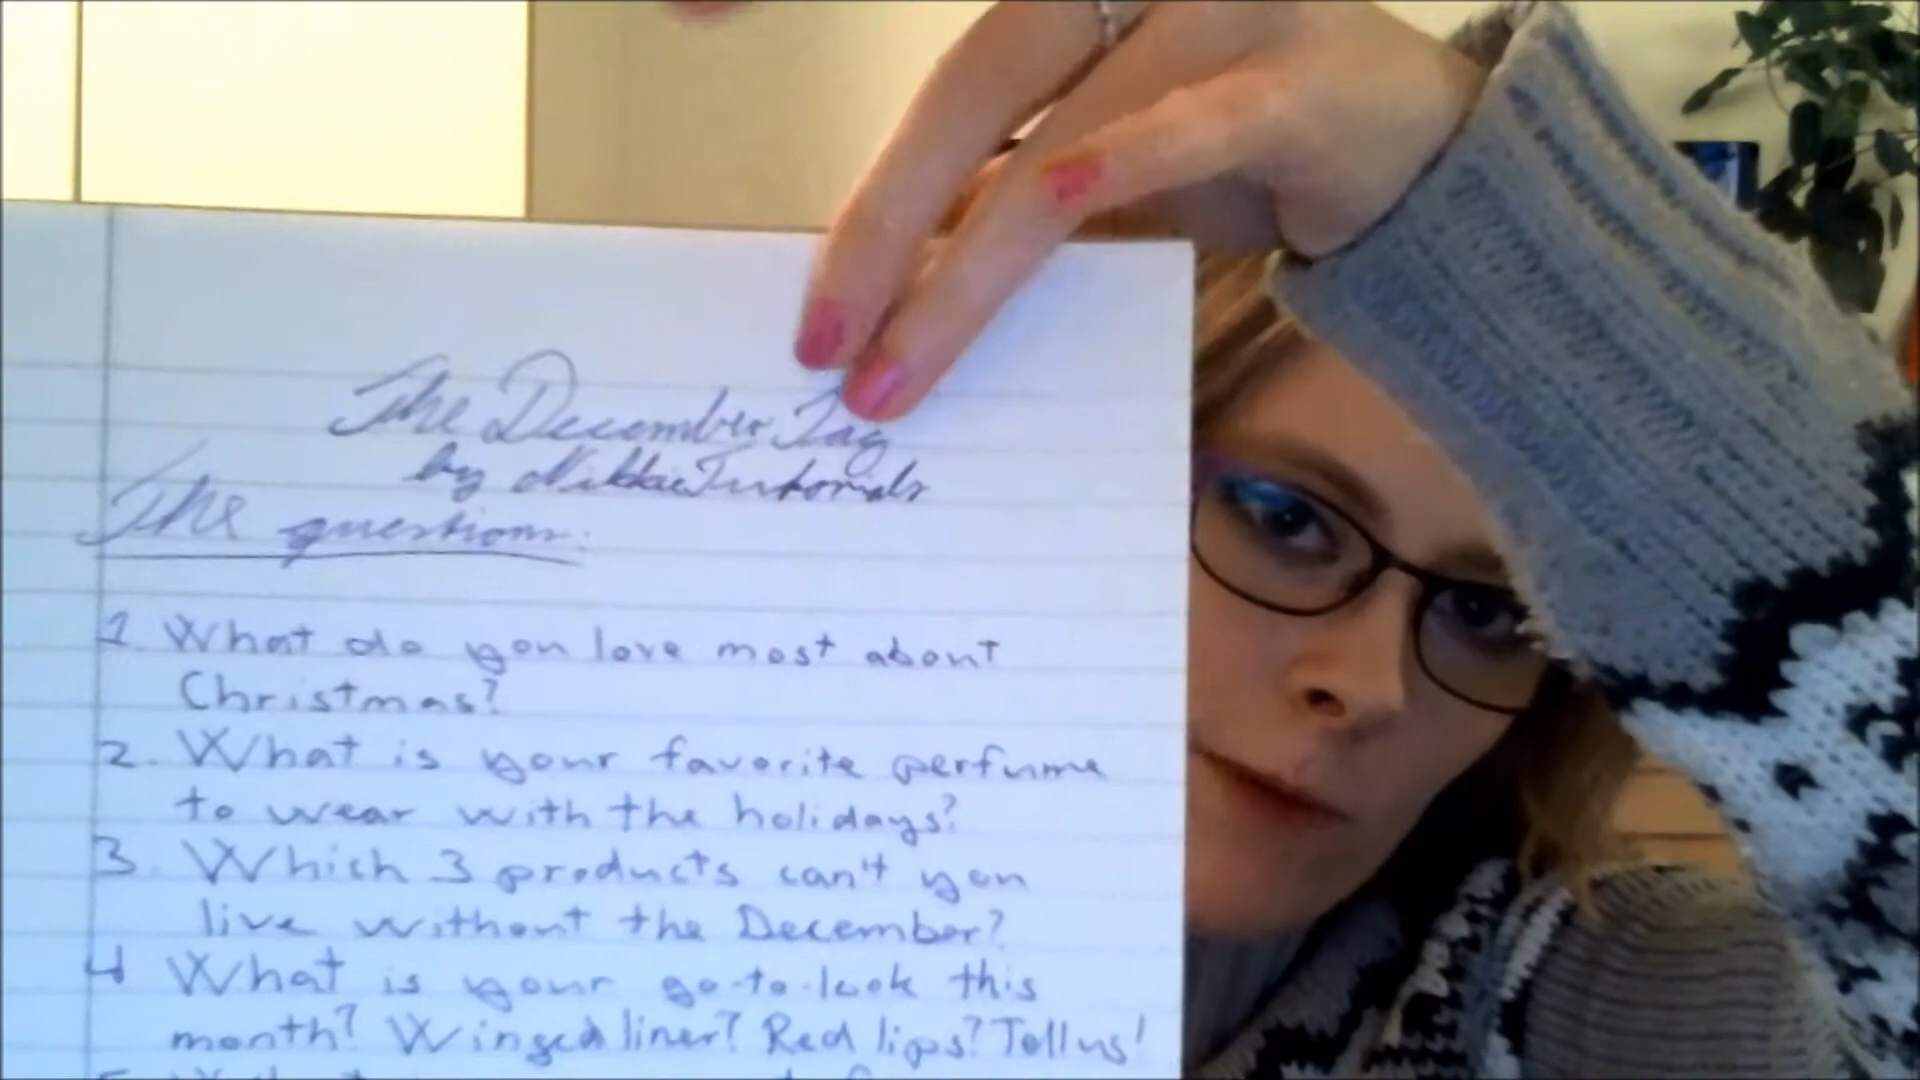 The December Tag
by NikkieTutorials
The questions:
1. What do you love most about
Christmas?
2. What is your favorite perfume
to wear with the holidays?
3. Which 3 products can't you
live without the December?
4 What is your go-to-look this
month? Winged liner? Red lips? Tell us!